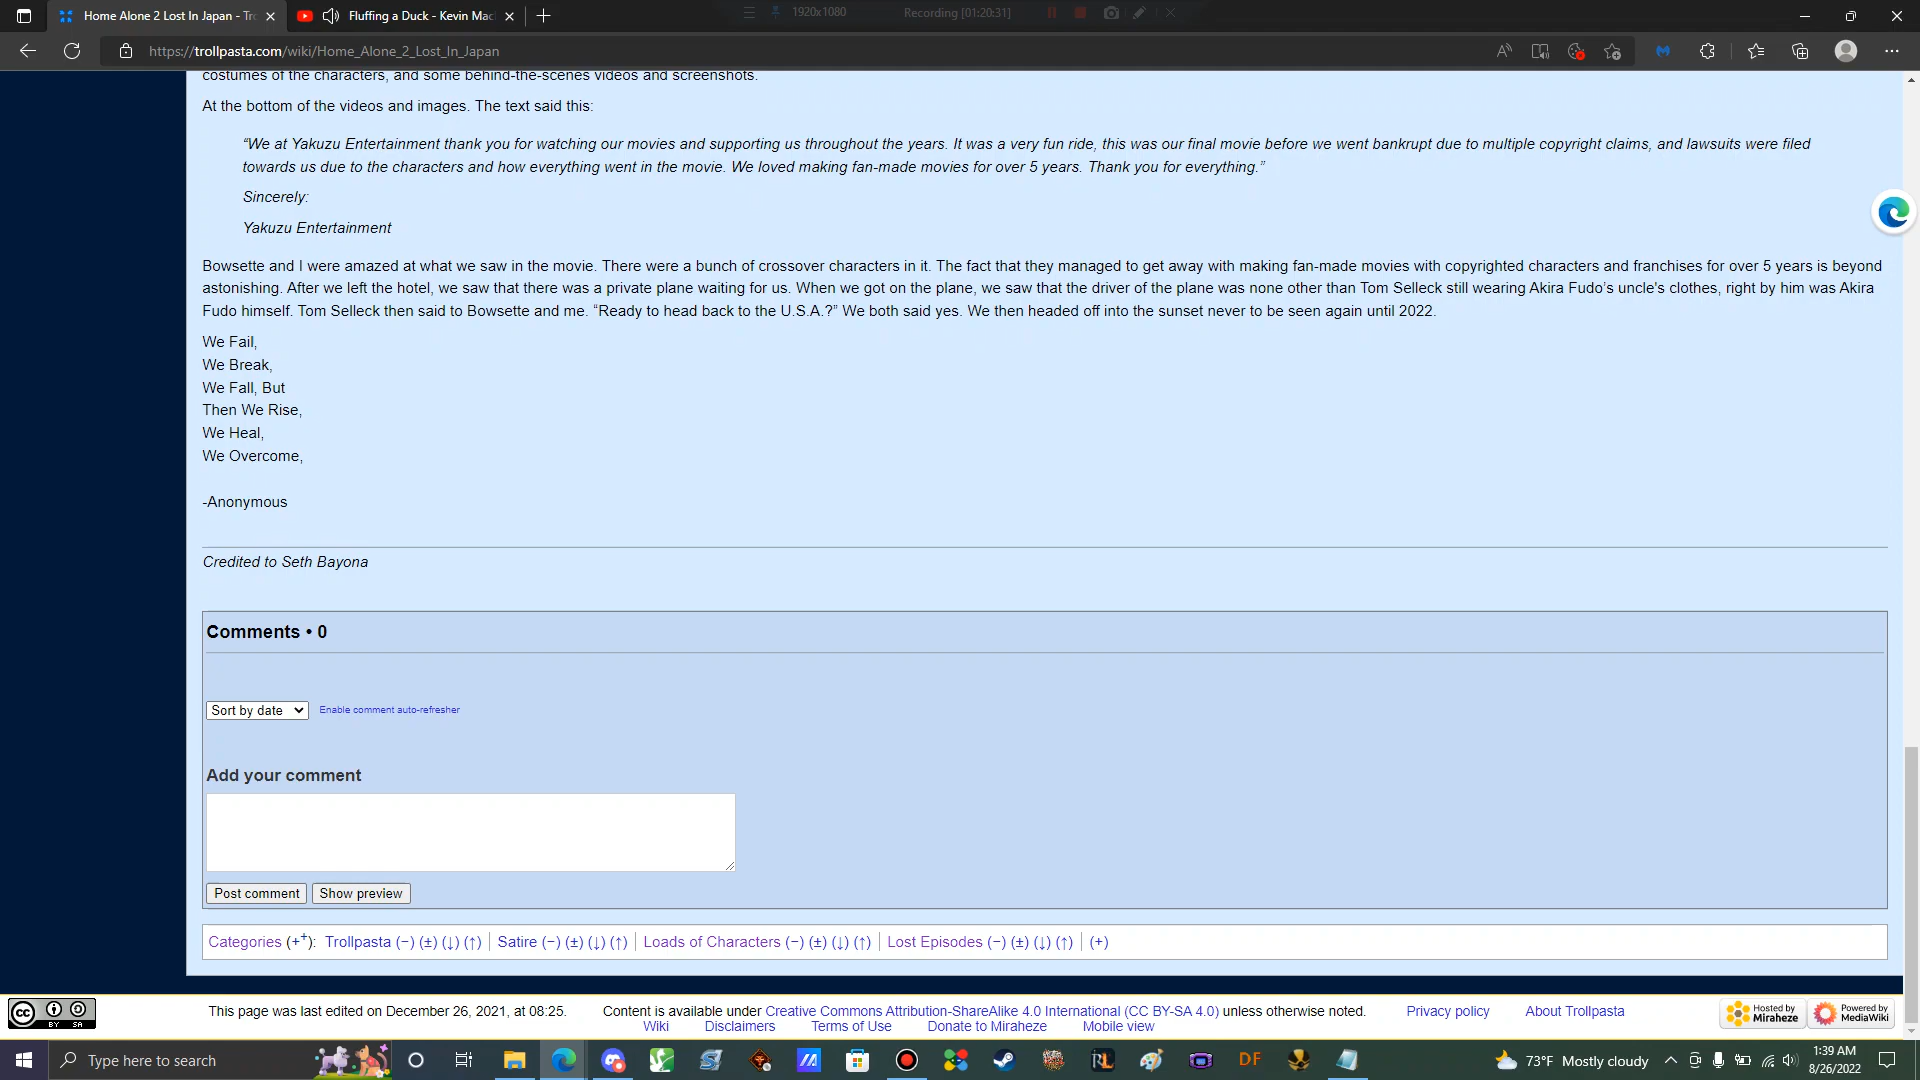 Home Alone 2 Lost In Japan - Tr
Fluffing a Duck - Kevin Mac
1920x1080
Recording [01:20:31]
https://trollpasta.com/wiki/Home_Alone_2_Lost_In_Japan
costumes of the characters, and some behind-the-scenes videos and screenshots.
At the bottom of the videos and images. The text said this:
“We at Yakuzu Entertainment thank you for watching our movies and supporting us throughout the years. It was a very fun ride, this was our final movie before we went bankrupt due to multiple copyright claims, and lawsuits were filed
towards us due to the characters and how everything went in the movie. We loved making fan-made movies for over 5 years. Thank you for everything.”
Sincerely:
Yakuzu Entertainment
Bowsette and I were amazed at what we saw in the movie. There were a bunch of crossover characters in it. The fact that they managed to get away with making fan-made movies with copyrighted characters and franchises for over 5 years is beyond
astonishing. After we left the hotel, we saw that there was a private plane waiting for us. When we got on the plane, we saw that the driver of the plane was none other than Tom Selleck still wearing Akira Fudo’s uncle's clothes, right by him was Akira
Fudo himself. Tom Selleck then said to Bowsette and me. “Ready to head back to the U.S.A.?” We both said yes. We then headed off into the sunset never to be seen again until 2022.
We Fail,
We Break,
We Fall, But
Then We Rise,
We Heal,
We Overcome,
-Anonymous
Credited to Seth Bayona
Comments • 0
Sort by date
Enable comment auto-refresher
Add your comment
Post comment
Show preview
Categories (+⁺): Trollpasta (−) (±) (↓) (↑) | Satire (−) (±) (↓) (↑) | Loads of Characters (−) (±) (↓) (↑) | Lost Episodes (−) (±) (↓) (↑) | (+)
cc BY SA
This page was last edited on December 26, 2021, at 08:25.
Content is available under Creative Commons Attribution-ShareAlike 4.0 International (CC BY-SA 4.0) unless otherwise noted.
Privacy policy
About Trollpasta
Wiki
Disclaimers
Terms of Use
Donate to Miraheze
Mobile view
Hosted by
Miraheze
Powered by
MediaWiki
Type here to search
DF
73°F Mostly cloudy
1:39 AM
8/26/2022